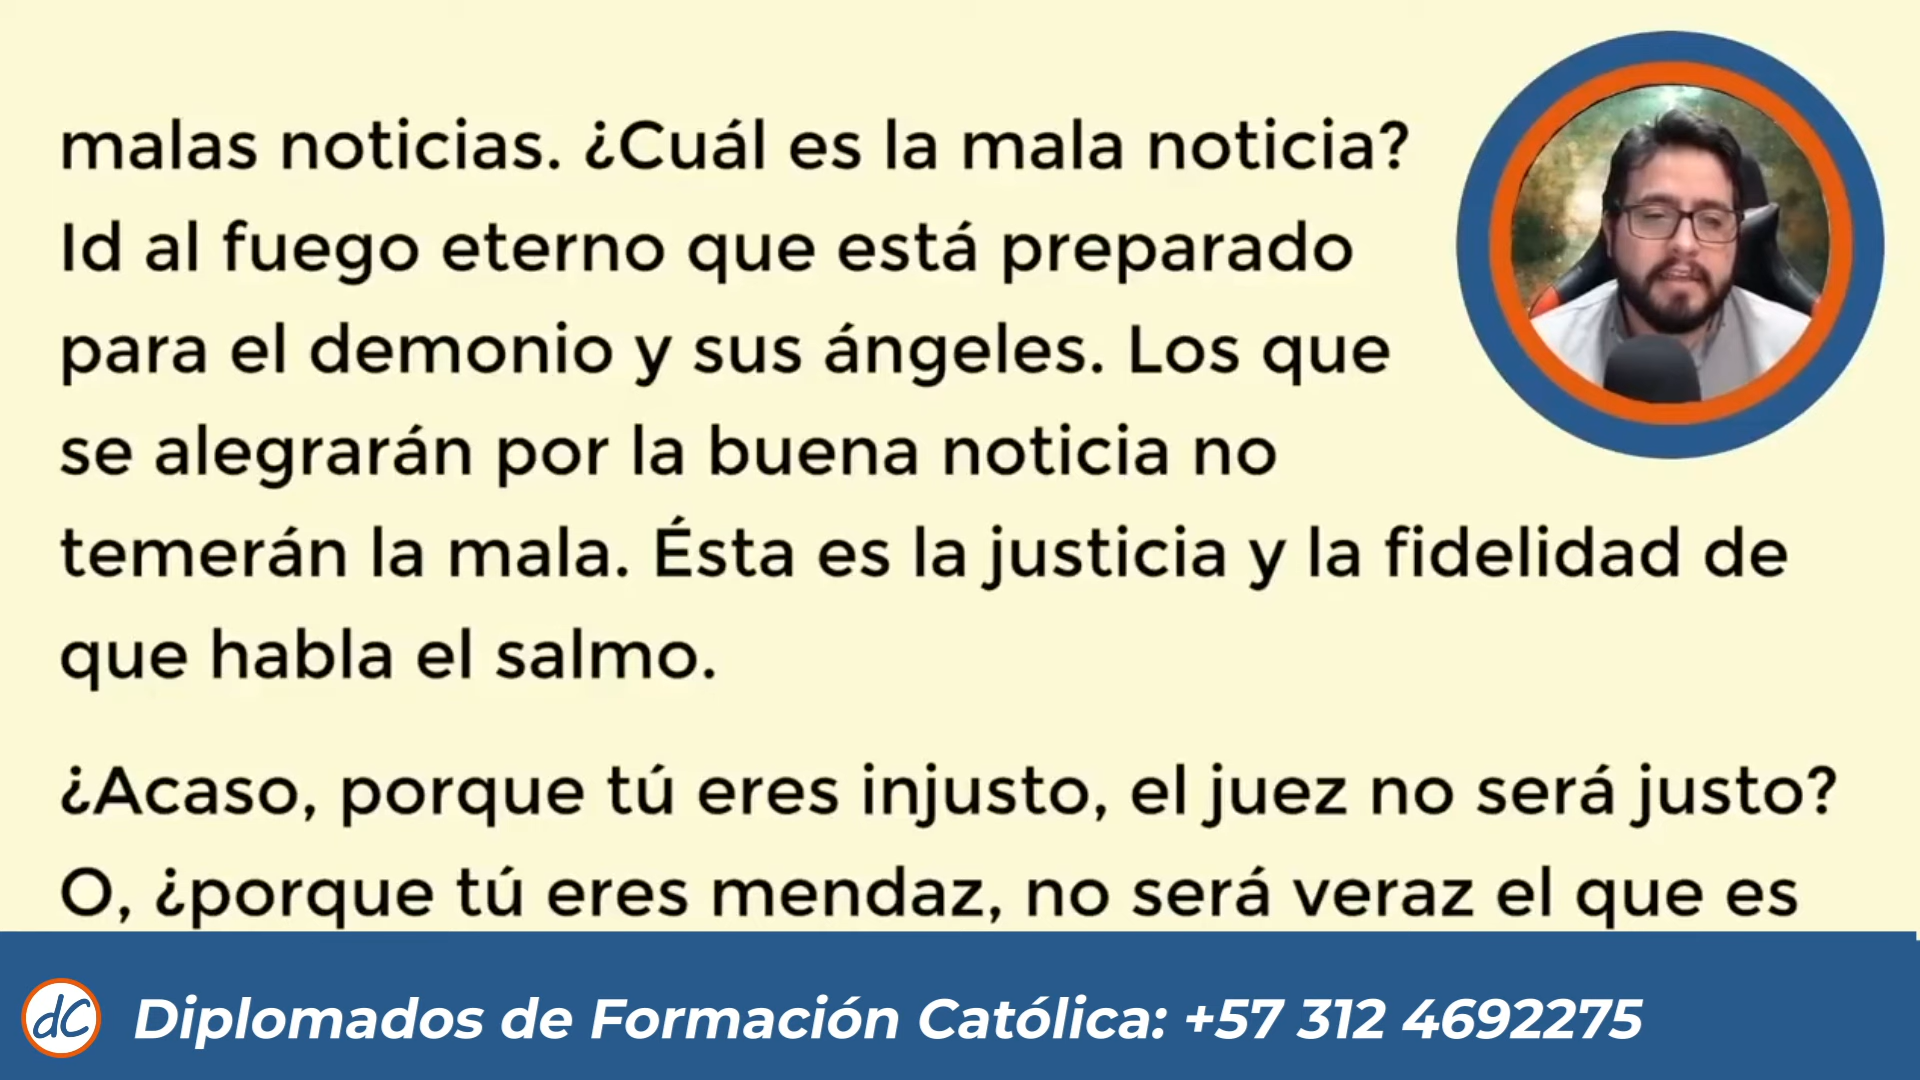 malas noticias. ¿Cuál es la mala noticia?
Id al fuego eterno que está preparado
para el demonio y sus ángeles. Los que
se alegrarán por la buena noticia no
temerán la mala. Ésta es la justicia y la fidelidad de
que habla el salmo.
¿Acaso, porque tú eres injusto, el juez no será justo?
O, ¿porque tú eres mendaz, no será veraz el que es
dC Diplomados de Formación Católica: +57 312 4692275